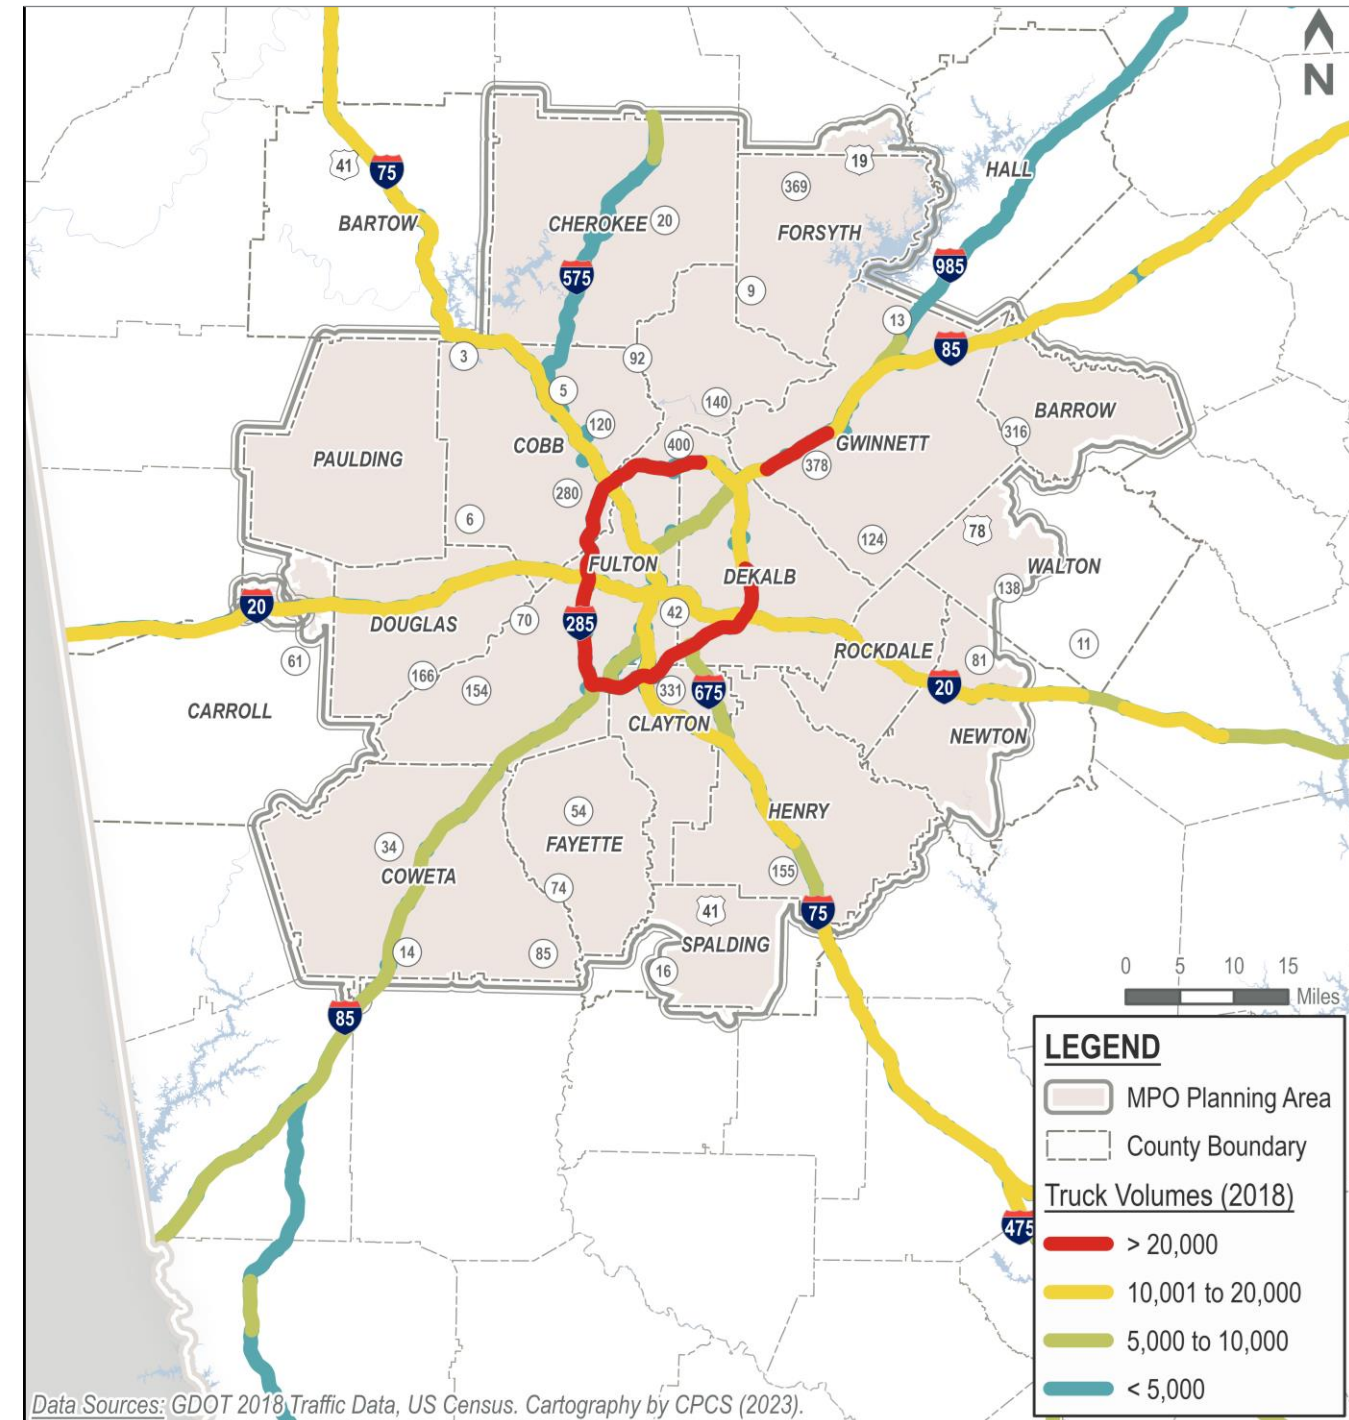 N
41
75
19
HALL
369
BARTOW
CHEROKEE
20
FORSYTH
985
575
9
13
85
3
92
5
140
BARROW
120
COBB
400
GWINNETT
316
PAULDING
378
280
6
78
124
FULTON
DEKALB
WALTON
138
20
285
42
DOUGLAS
70
ROCKDALE
11
61
166
154
81
331
675
20
CARROLL
CLAYTON
NEWTON
54
HENRY
34
FAYETTE
COWETA
155
74
41
75
SPALDING
14
85
16
0 5 10 15
Miles
85
LEGEND
MPO Planning Area
County Boundary
Truck Volumes (2018)
475
> 20,000
10,001 to 20,000
5,000 to 10,000
< 5,000
Data Sources: GDOT 2018 Traffic Data, US Census. Cartography by CPCS (2023).